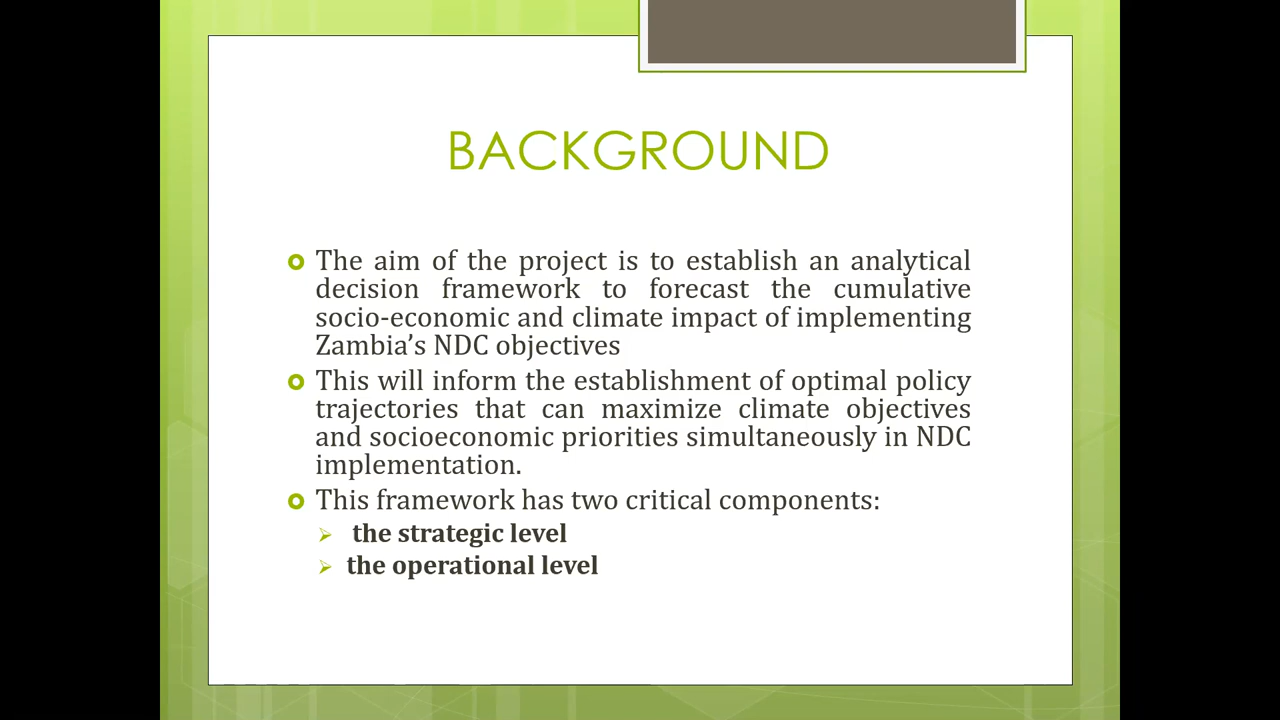 BACKGROUND
The aim of the project is to establish an analytical
decision framework to forecast the cumulative
socio-economic and climate impact of implementing
Zambia’s NDC objectives
This will inform the establishment of optimal policy
trajectories that can maximize climate objectives
and socioeconomic priorities simultaneously in NDC
implementation.
This framework has two critical components:
the strategic level
the operational level